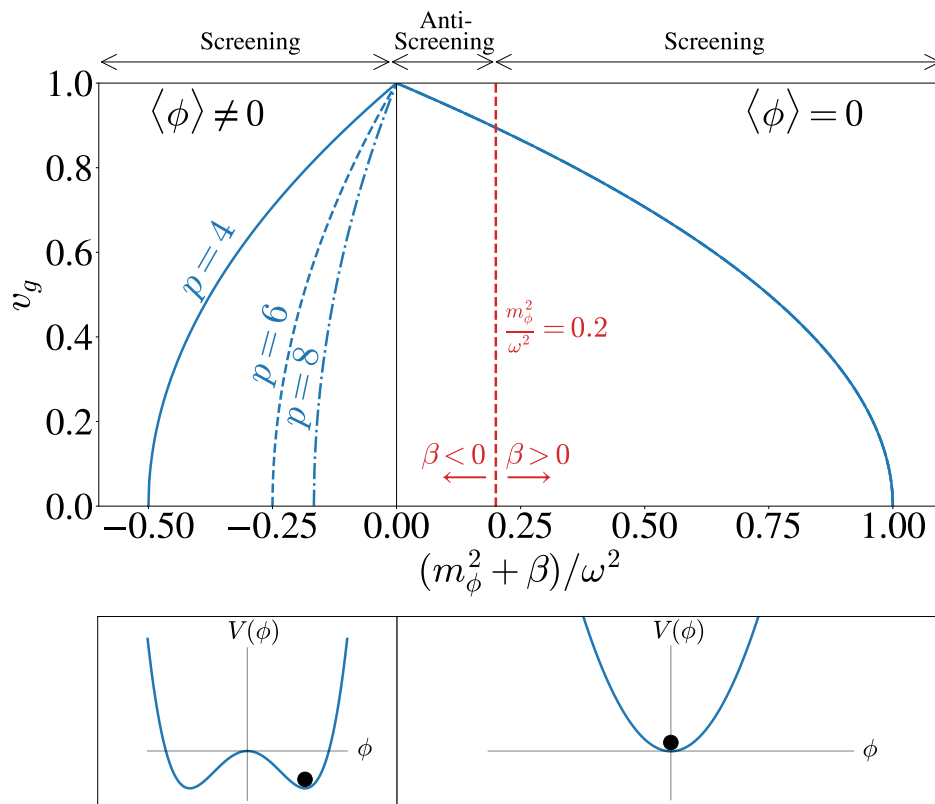 Anti-
Screening Screening Screening
⟨ϕ⟩ ≠ 0 ⟨ϕ⟩ = 0
1.0
0.8
0.6
0.4
0.2
0.0
v_g
p = 4
p = 6
p = 8
m_ϕ^2/ω^2 = 0.2
β < 0 β > 0
−0.50 −0.25 0.00 0.25 0.50 0.75 1.00
(m_ϕ^2 + β)/ω^2
V(ϕ) V(ϕ)
ϕ ϕ